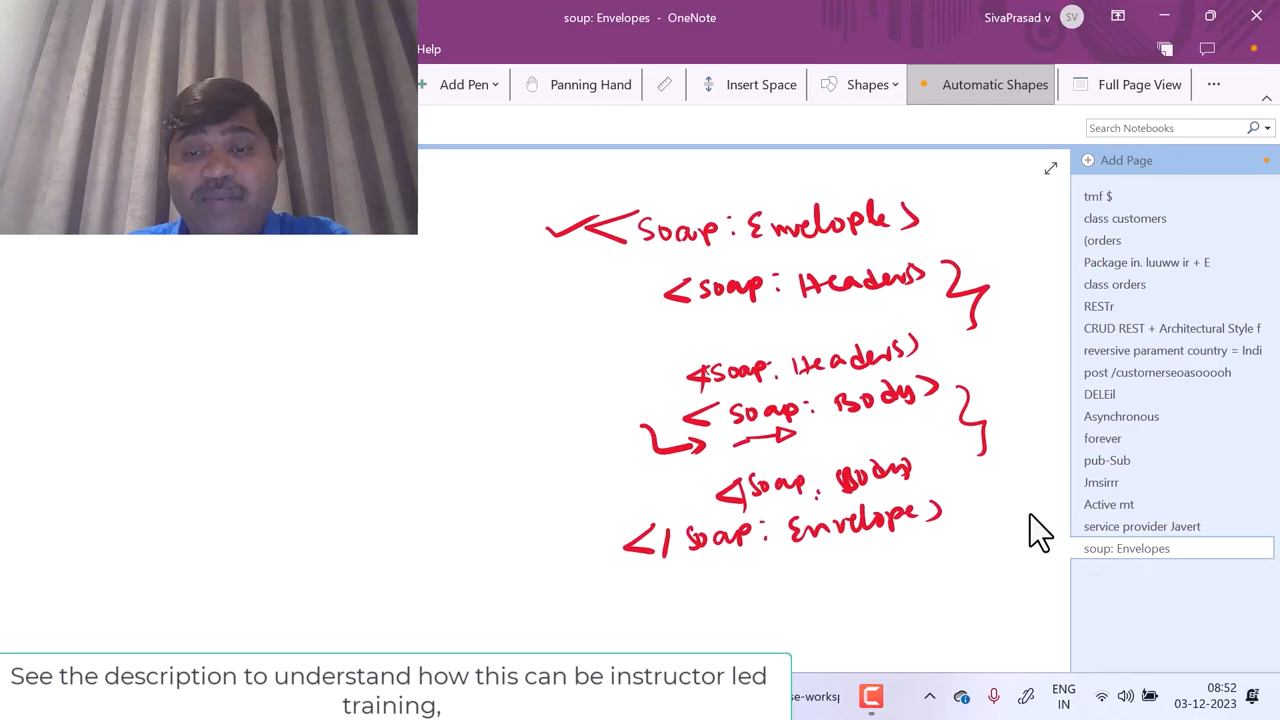 soup: Envelopes - OneNote
SivaPrasad v
SV
Help
Add Pen
Panning Hand
Insert Space
Shapes
Automatic Shapes
Full Page View
Search Notebooks
Add Page
tmf $
class customers
(orders
Package in. luuww ir + E
class orders
RESTr
CRUD REST + Architectural Style f
reversive parament country = Indi
post /customerseoasooooh
DELEil
Asynchronous
forever
pub-Sub
Jmsirrr
Active mt
service provider Javert
soup: Envelopes
<Soap: Envelope>
<soap: Headers>
</soap: Headers>
<soap: Body>
</soap: Body>
</soap: Envelope>
See the description to understand how this can be instructor led
training,
se-worksp
ENG
IN
08:52
03-12-2023